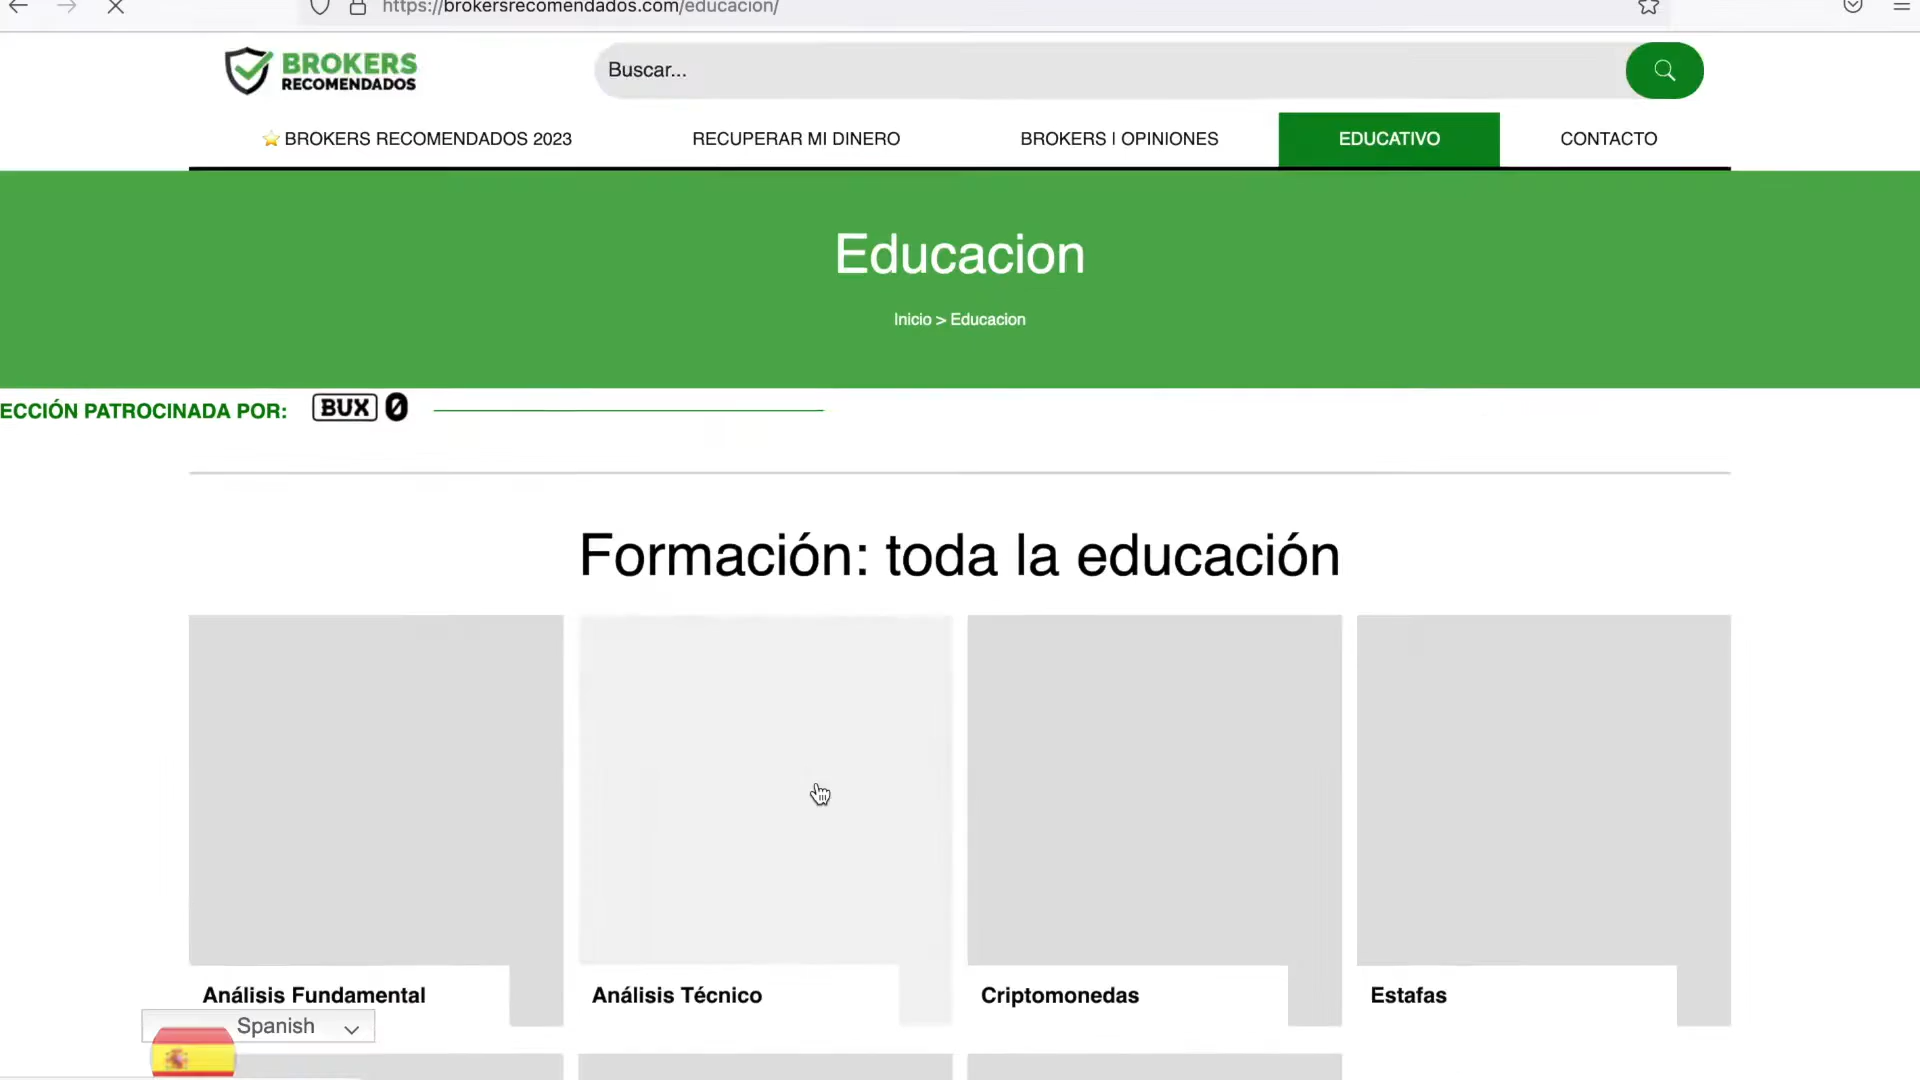 https://brokersrecomendados.com/educacion/
BROKERS
RECOMENDADOS
Buscar...
⭐ BROKERS RECOMENDADOS 2023
RECUPERAR MI DINERO
BROKERS | OPINIONES
EDUCATIVO
CONTACTO
Educacion
Inicio > Educacion
ECCIÓN PATROCINADA POR:
BUX 0
Formación: toda la educación
Análisis Fundamental
Análisis Técnico
Criptomonedas
Estafas
Spanish